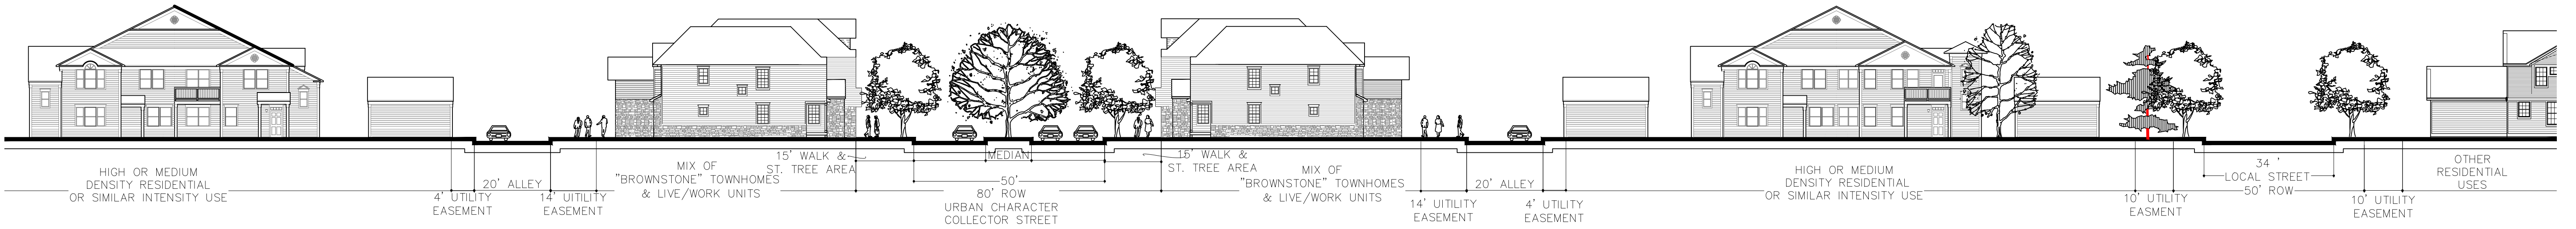 HIGH OR MEDIUM
DENSITY RESIDENTIAL
OR SIMILAR INTENSITY USE
4' UTILITY
EASEMENT
20' ALLEY
14' UTILITY
EASEMENT
MIX OF
"BROWNSTONE" TOWNHOMES
& LIVE/WORK UNITS
15' WALK &
ST. TREE AREA
MEDIAN
50'
80' ROW
URBAN CHARACTER
COLLECTOR STREET
15' WALK &
ST. TREE AREA
MIX OF
"BROWNSTONE" TOWNHOMES
& LIVE/WORK UNITS
14' UTILITY
EASEMENT
20' ALLEY
4' UTILITY
EASEMENT
HIGH OR MEDIUM
DENSITY RESIDENTIAL
OR SIMILAR INTENSITY USE
10' UTILITY
EASMENT
34 '
LOCAL STREET
50' ROW
10' UTILITY
EASEMENT
OTHER
RESIDENTIAL
USES